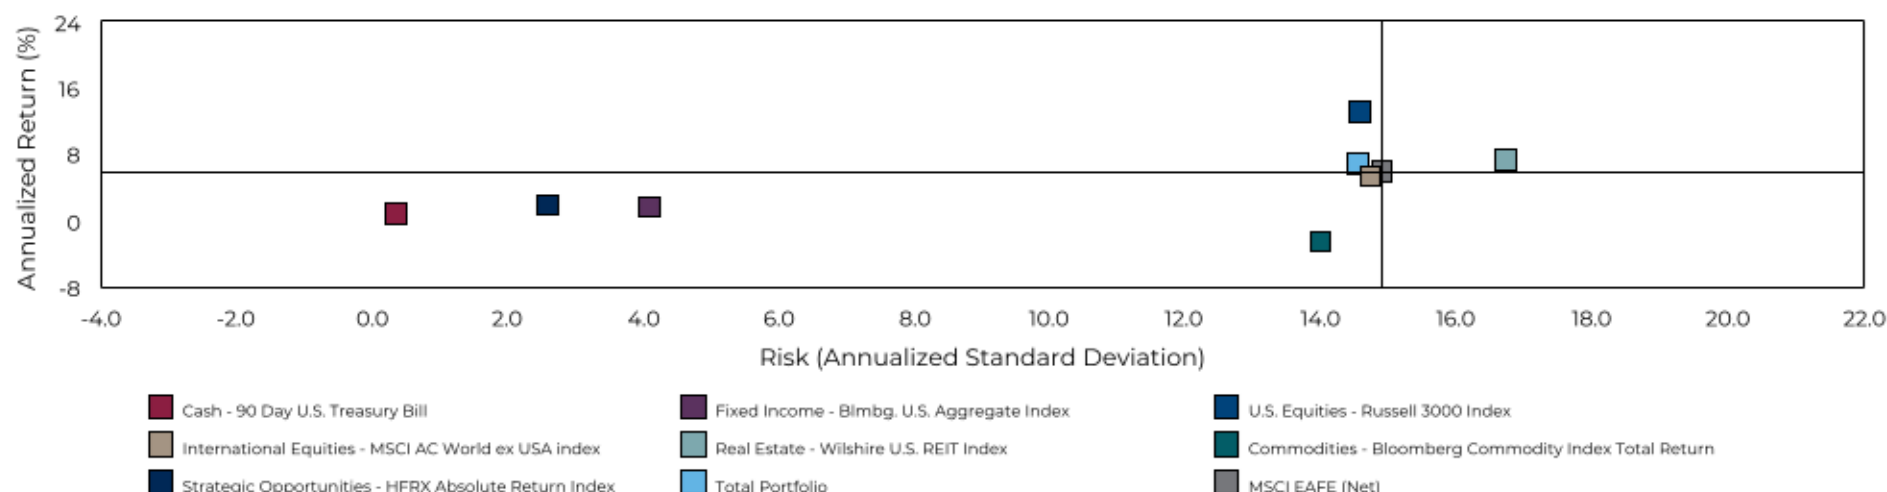 24
16
8
0
-8
Annualized Return (%)
-4.0 -2.0 0.0 2.0 4.0 6.0 8.0 10.0 12.0 14.0 16.0 18.0 20.0 22.0
Risk (Annualized Standard Deviation)
Cash - 90 Day U.S. Treasury Bill Fixed Income - Blmbg. U.S. Aggregate Index U.S. Equities - Russell 3000 Index
International Equities - MSCI AC World ex USA index Real Estate - Wilshire U.S. REIT Index Commodities - Bloomberg Commodity Index Total Return
Strategic Opportunities - HFRX Absolute Return Index Total Portfolio MSCI EAFE (Net)